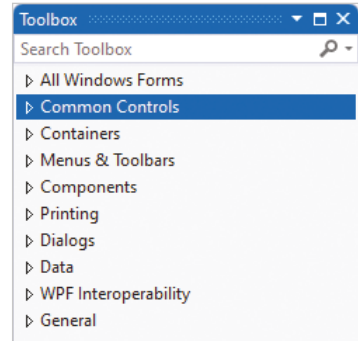 Toolbox
Search Toolbox
All Windows Forms
Common Controls
Containers
Menus & Toolbars
Components
Printing
Dialogs
Data
WPF Interoperability
General